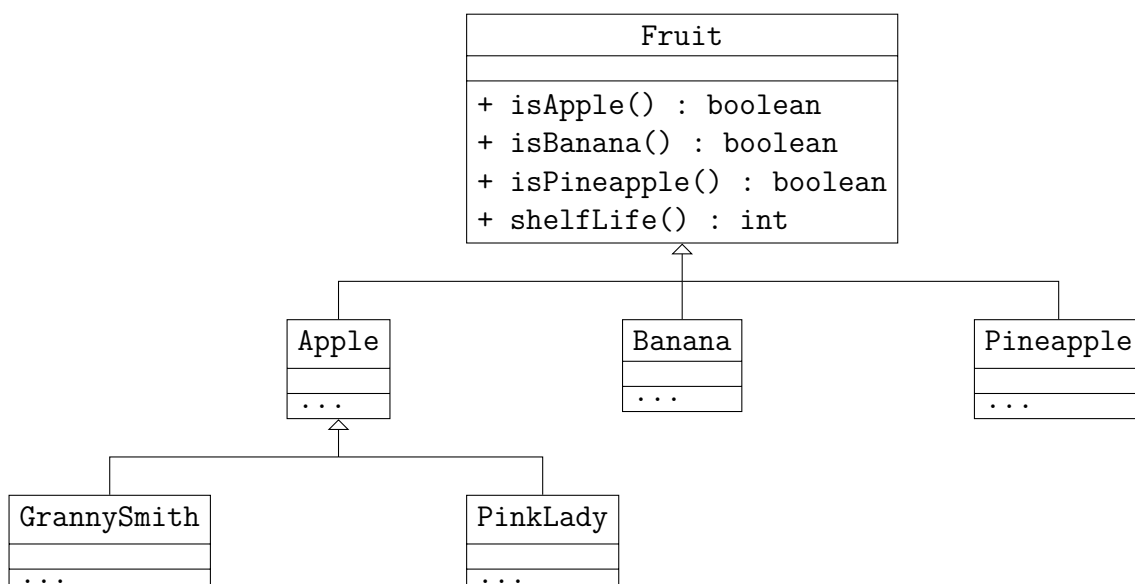 Fruit
+ isApple() : boolean
+ isBanana() : boolean
+ isPineapple() : boolean
+ shelfLife() : int
Apple
...
Banana
...
Pineapple
...
GrannySmith
...
PinkLady
...